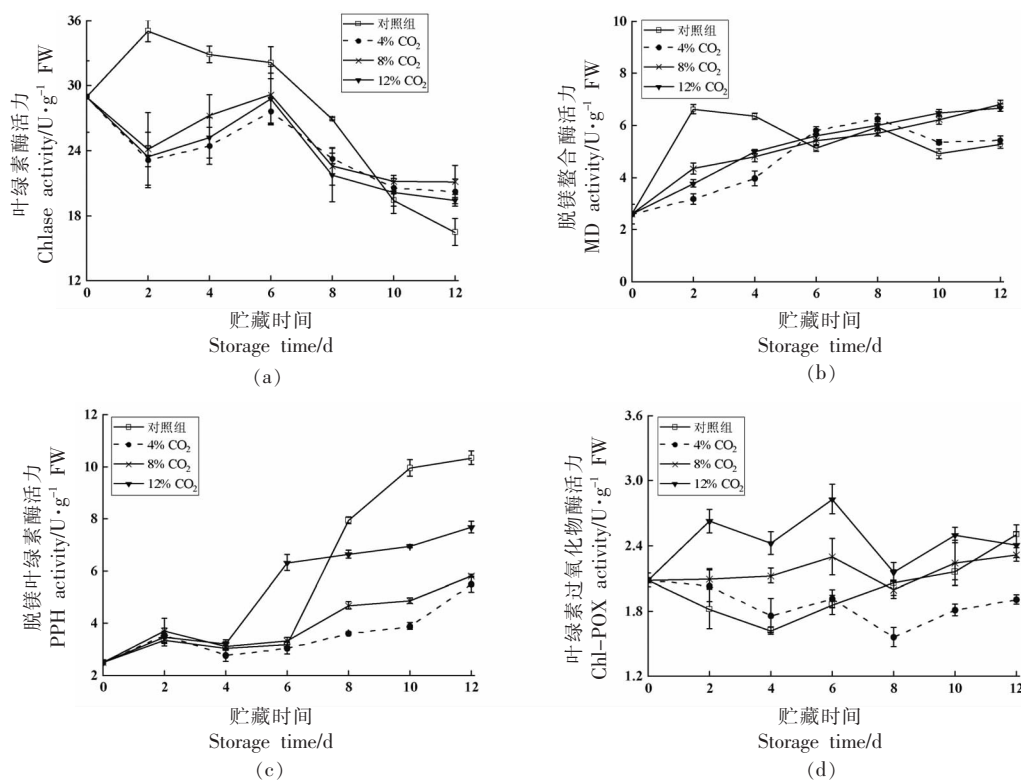 (a)
36
30
24
18
12
0 2 4 6 8 10 12
对照组
4% CO₂
8% CO₂
12% CO₂
叶绿素酶活力
Chlase activity/U·g⁻¹ FW
贮藏时间
Storage time/d
(a)
(b)
10
8
6
4
2
0
0 2 4 6 8 10 12
对照组
4% CO₂
8% CO₂
12% CO₂
脱镁螯合酶活力
MD activity/U·g⁻¹ FW
贮藏时间
Storage time/d
(b)
(c)
12
10
8
6
4
2
0 2 4 6 8 10 12
对照组
4% CO₂
8% CO₂
12% CO₂
脱镁叶绿素酶活力
PPH activity/U·g⁻¹ FW
贮藏时间
Storage time/d
(c)
(d)
3.6
3.0
2.4
1.8
1.2
0 2 4 6 8 10 12
对照组
4% CO₂
8% CO₂
12% CO₂
叶绿素过氧化物酶活力
Chl-POX activity/U·g⁻¹ FW
贮藏时间
Storage time/d
(d)